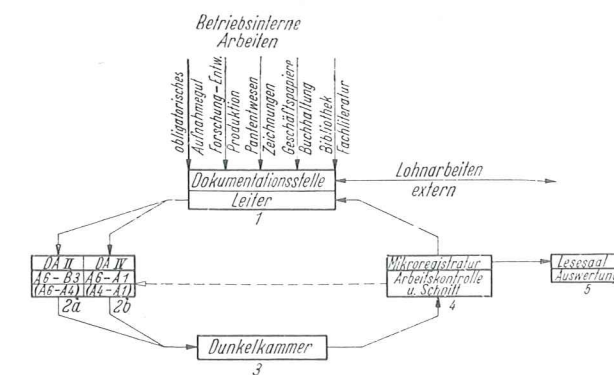 Betriebsinterne
Arbeiten
obligatorisches
Aufnahmegut
Forschung-Entw.
Produktion
Pantentwesen
Zeichnungen
Geschäftspapiere
Buchhaltung
Bibliothek
Fachliteratur
Dokumentationsstelle
Leiter
1
Lohnarbeiten
extern
DA II
DA IV
A6-B3
A6-A1
(A6-A4)
(A4-A1)
2a
2b
Mikroregistratur
Arbeitskontrolle
u. Schnitt
4
Lesesaal
Auswertung
5
Dunkelkammer
3